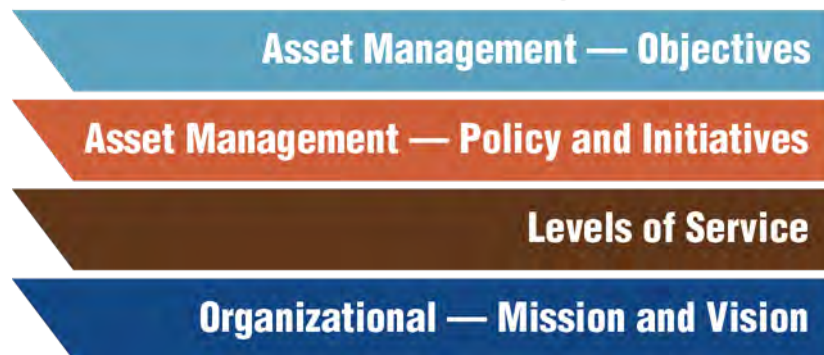 Asset Management — Objectives
Asset Management — Policy and Initiatives
Levels of Service
Organizational — Mission and Vision